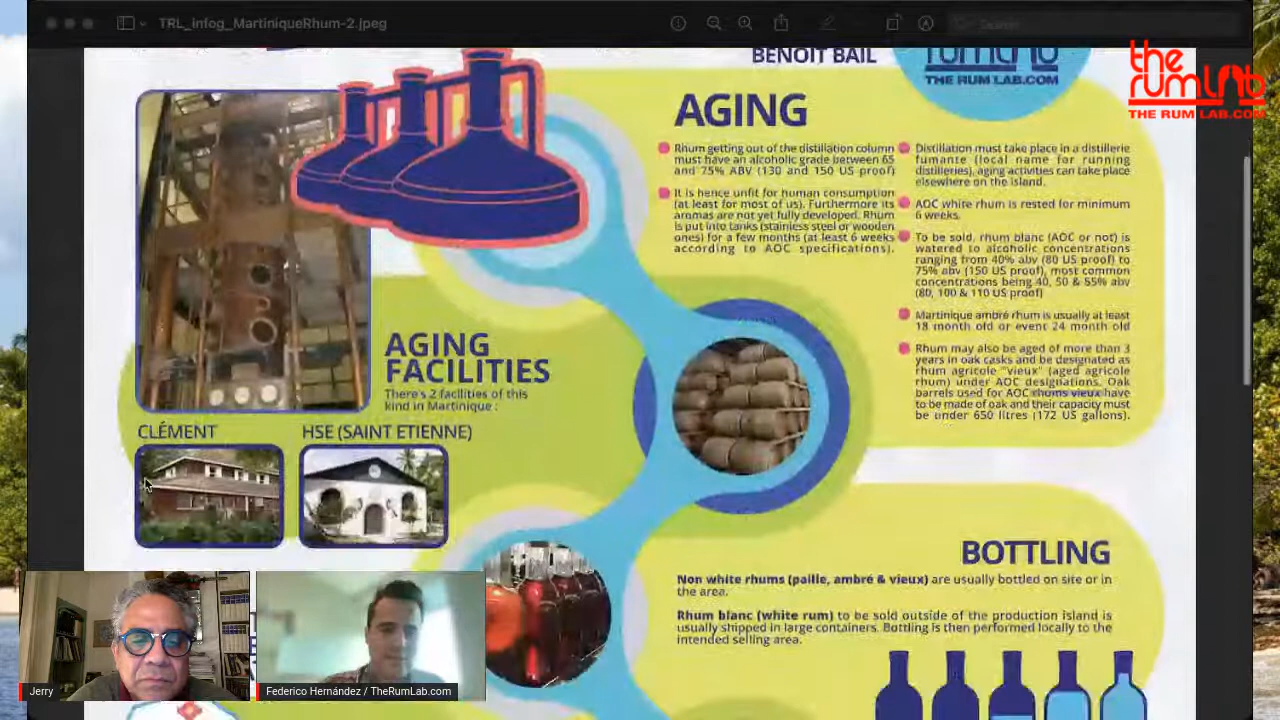 TRL_Infog_MartiniqueRhum-2.jpeg
Search
the
rumlab
THE RUM LAB.COM
BENOIT BAIL
rumlab
THE RUM LAB.COM
AGING
Rhum getting out of the distillation column
must have an alcoholic grade between 65
and 75% ABV (130 and 150 US proof)
It is hence unfit for human consumption
(at least for most of us). Furthermore its
aromas are not yet fully developed. Rhum
is put into tanks (stainless steel or wooden
ones) for a few months (at least 6 weeks
according to AOC specifications).
Distillation must take place in a distillerie
fumante (local name for running
distilleries), aging activities can take place
elsewhere on the island.
AOC white rhum is rested for minimum
6 weeks.
To be sold, rhum blanc (AOC or not) is
watered to alcoholic concentrations
ranging from 40% abv (80 US proof) to
75% abv (150 US proof), most common
concentrations being 40, 50 & 55% abv
(80, 100 & 110 US proof)
Martinique ambré rhum is usually at least
18 month old or event 24 month old
Rhum may also be aged of more than 3
years in oak casks and be designated as
rhum agricole "vieux" (aged agricole
rhum) under AOC designations. Oak
barrels used for AOC rhums vieux have
to be made of oak and their capacity must
be under 650 litres (172 US gallons).
AGING
FACILITIES
There's 2 facilities of this
kind in Martinique :
CLÉMENT
HSE (SAINT ETIENNE)
BOTTLING
Non white rhums (paille, ambré & vieux) are usually bottled on site or in
the area.
Rhum blanc (white rum) to be sold outside of the production island is
usually shipped in large containers. Bottling is then performed locally to the
intended selling area.
Jerry
Federico Hernández / TheRumLab.com